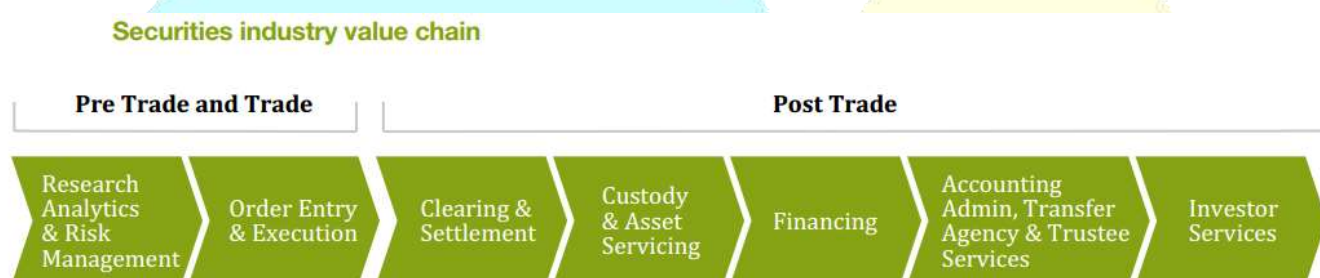 Securities industry value chain
Pre Trade and Trade
Post Trade
Research
Analytics
& Risk
Management
Order Entry
& Execution
Clearing &
Settlement
Custody
& Asset
Servicing
Financing
Accounting
Admin, Transfer
Agency & Trustee
Services
Investor
Services